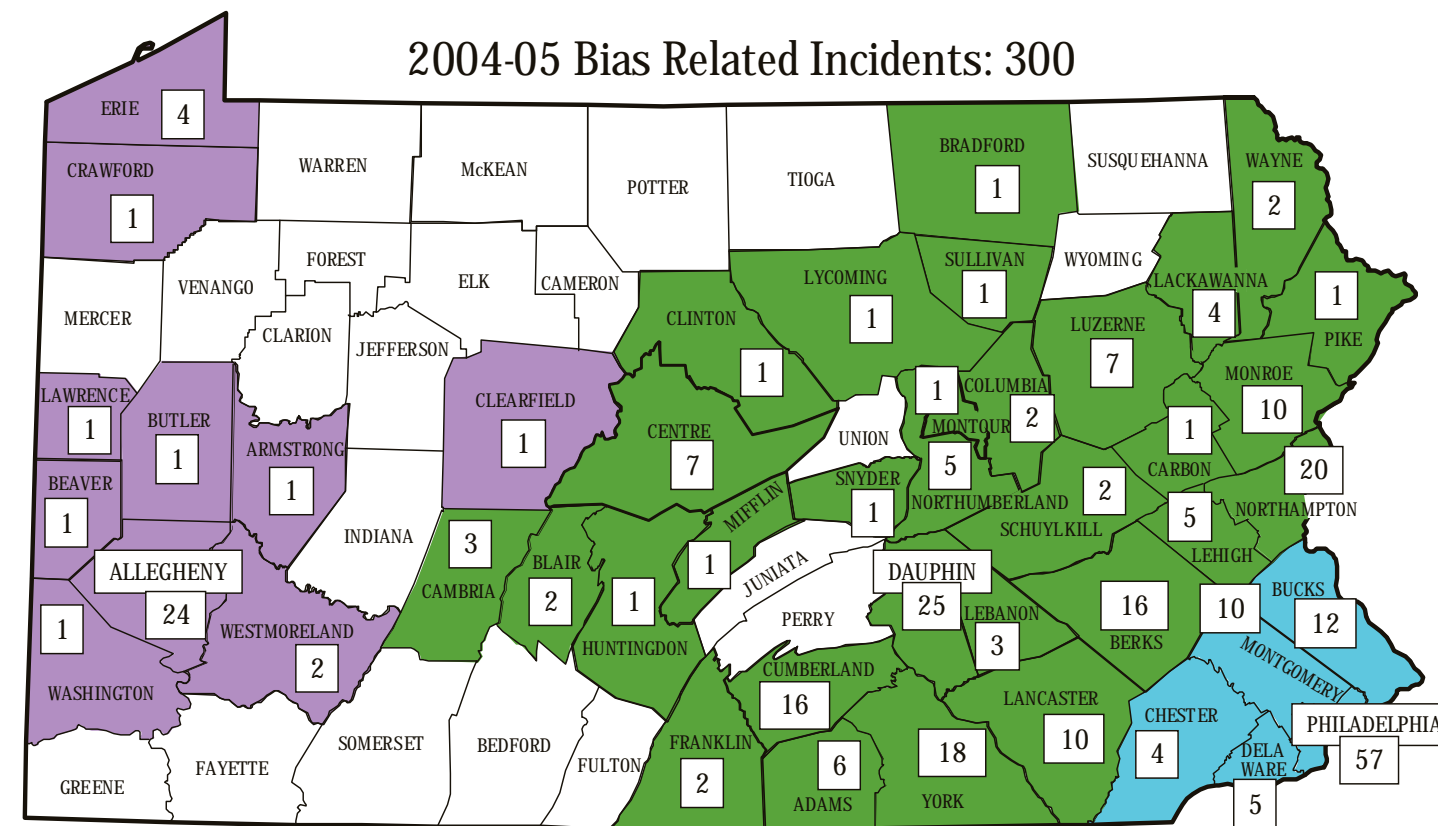 2004-05 Bias Related Incidents: 300
ERIE
4
CRAWFORD
1
WARREN
McKEAN
POTTER
TIOGA
BRADFORD
1
SUSQUEHANNA
WAYNE
2
MERCER
VENANGO
FOREST
CLARION
JEFFERSON
ELK
CAMERON
CLINTON
1
LYCOMING
1
SULLIVAN
1
WYOMING
LACKAWANNA
4
PIKE
1
LUZERNE
7
MONROE
10
LAWRENCE
1
BUTLER
1
ARMSTRONG
1
CLEARFIELD
1
CENTRE
7
UNION
1
MONTOUR
COLUMBIA
2
CARBON
1
20
NORTHAMPTON
BEAVER
1
INDIANA
SNYDER
1
5
NORTHUMBERLAND
2
SCHUYLKILL
5
LEHIGH
ALLEGHENY
24
CAMBRIA
3
BLAIR
2
HUNTINGDON
1
MIFFLIN
1
JUNIATA
PERRY
DAUPHIN
25
LEBANON
3
16
BERKS
10
MONTGOMERY
BUCKS
12
1
WASHINGTON
WESTMORELAND
2
GREENE
FAYETTE
SOMERSET
BEDFORD
FULTON
FRANKLIN
2
CUMBERLAND
16
6
ADAMS
18
YORK
LANCASTER
10
CHESTER
4
DELA
WARE
5
PHILADELPHIA
57